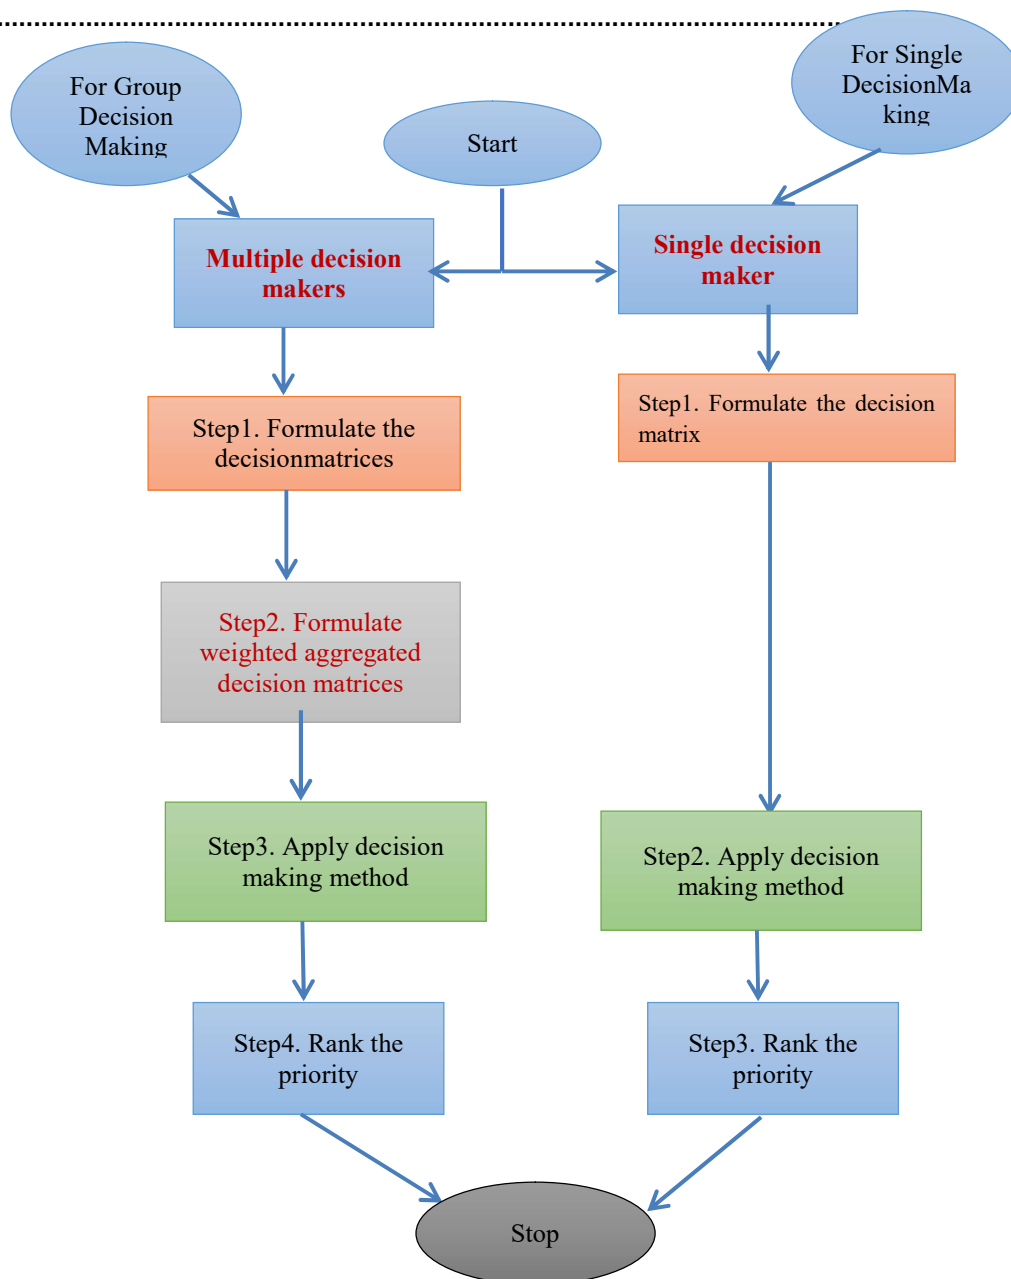 For Group
Decision
Making
Start
For Single
DecisionMa
king
Multiple decision
makers
Single decision
maker
Step1. Formulate the
decisionmatrices
Step1. Formulate the decision
matrix
Step2. Formulate
weighted aggregated
decision matrices
Step3. Apply decision
making method
Step2. Apply decision
making method
Step4. Rank the
priority
Step3. Rank the
priority
Stop